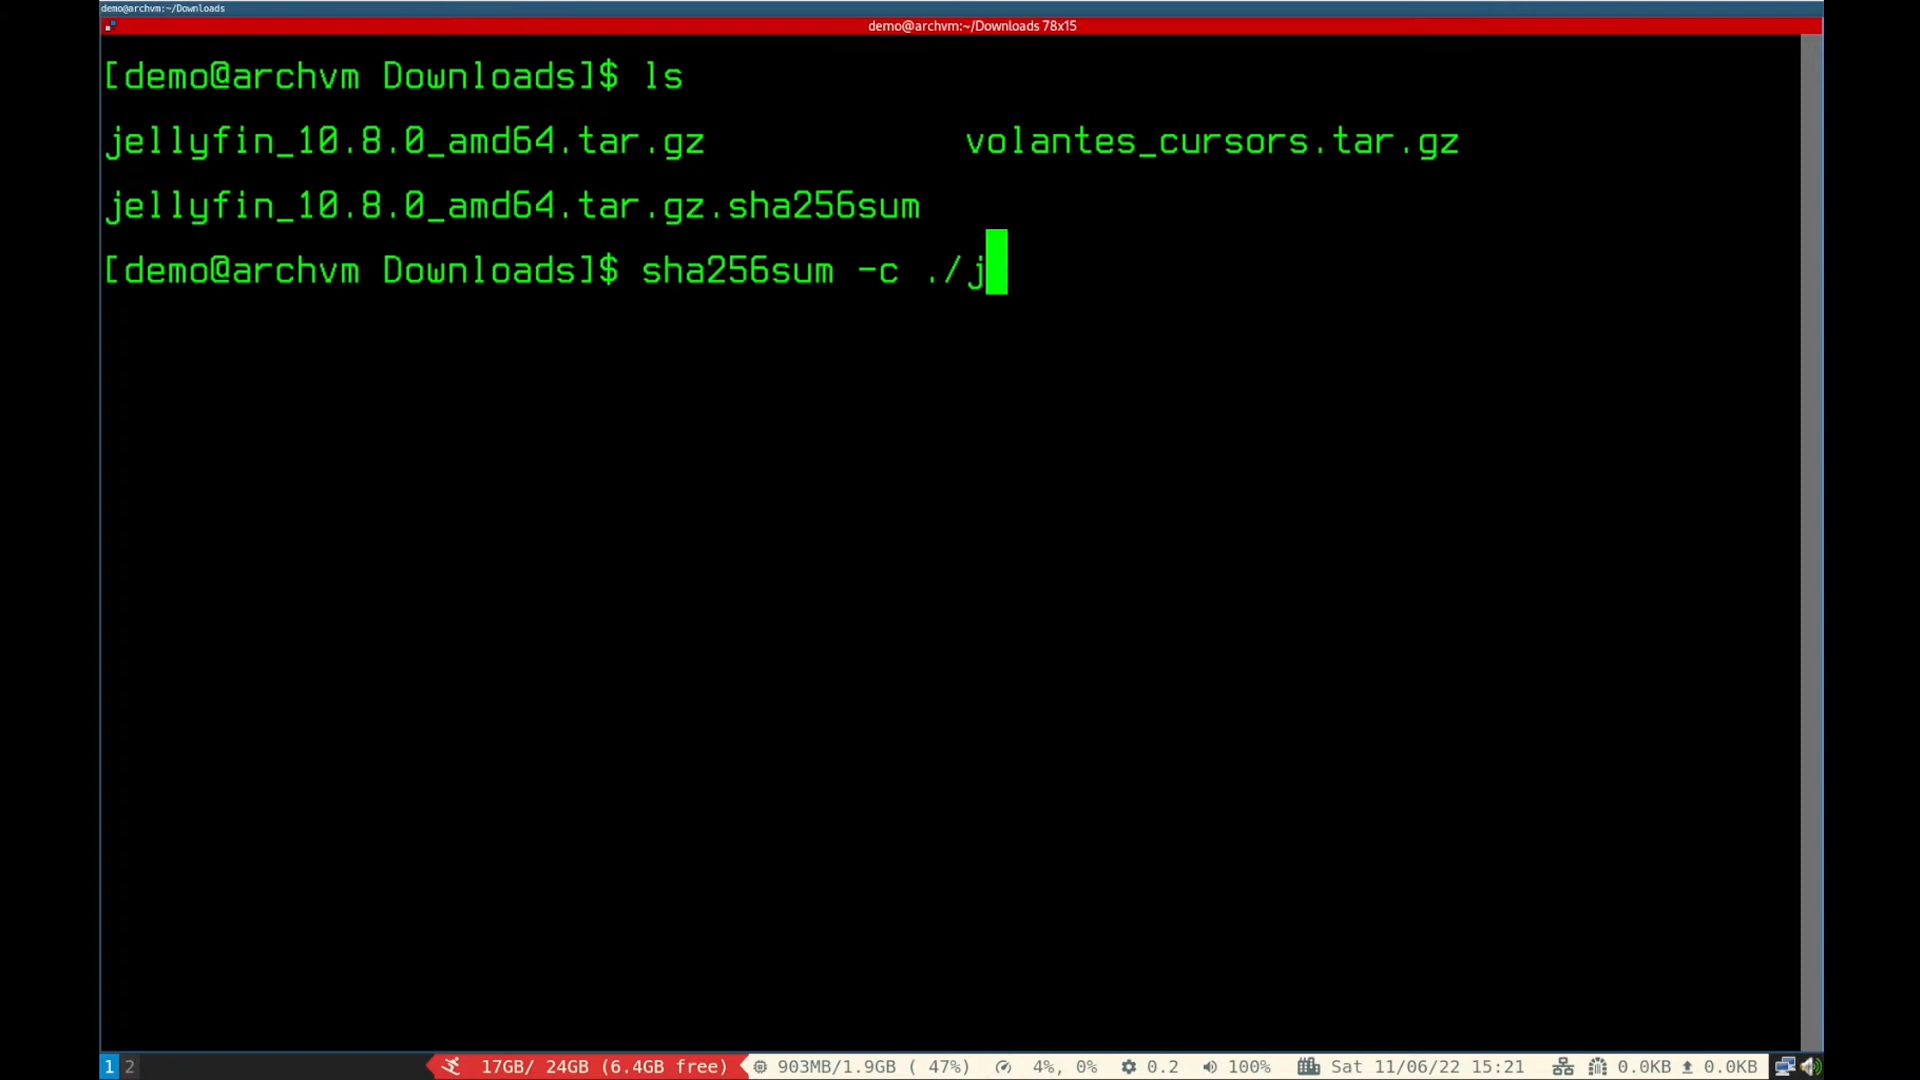 demo@archvm:~/Downloads
demo@archvm:~/Downloads 78x15
[demo@archvm Downloads]$ ls
jellyfin_10.8.0_amd64.tar.gz volantes_cursors.tar.gz
jellyfin_10.8.0_amd64.tar.gz.sha256sum
[demo@archvm Downloads]$ sha256sum -c ./j
1 2 17GB/ 24GB (6.4GB free) 903MB/1.9GB ( 47%) 4%, 0% 0.2 100% Sat 11/06/22 15:21 0.0KB 0.0KB